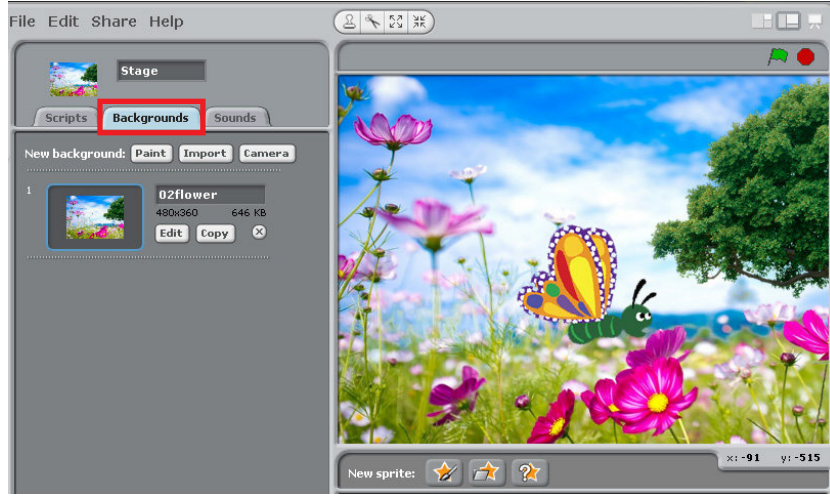 File Edit Share Help
Stage
Scripts Backgrounds Sounds
New background: Paint Import Camera
1
02flower
480x360 646 KB
Edit Copy
New sprite:
x: -91 y: -515